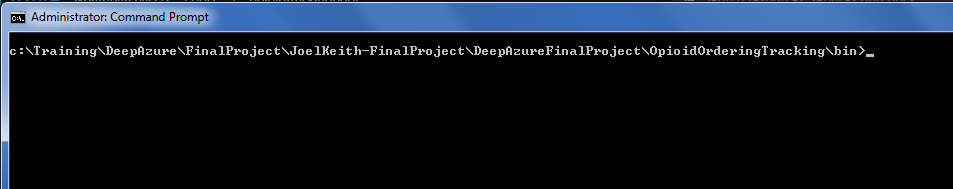 Administrator: Command Prompt
c:\Training\DeepAzure\FinalProject\JoelKeith-FinalProject\DeepAzureFinalProject\OpioidOrderingTracking\bin>_